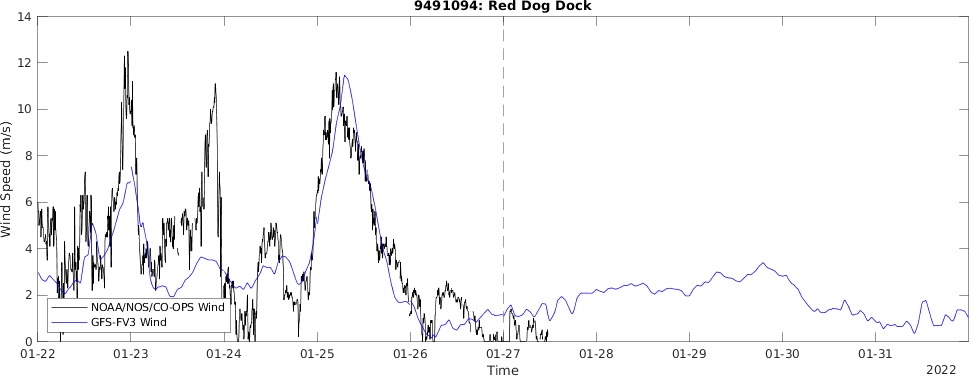 9491094: Red Dog Dock
14
12
10
8
6
4
2
0
Wind Speed (m/s)
NOAA/NOS/CO-OPS Wind
GFS-FV3 Wind
01-22 01-23 01-24 01-25 01-26 01-27 01-28 01-29 01-30 01-31
Time
2022